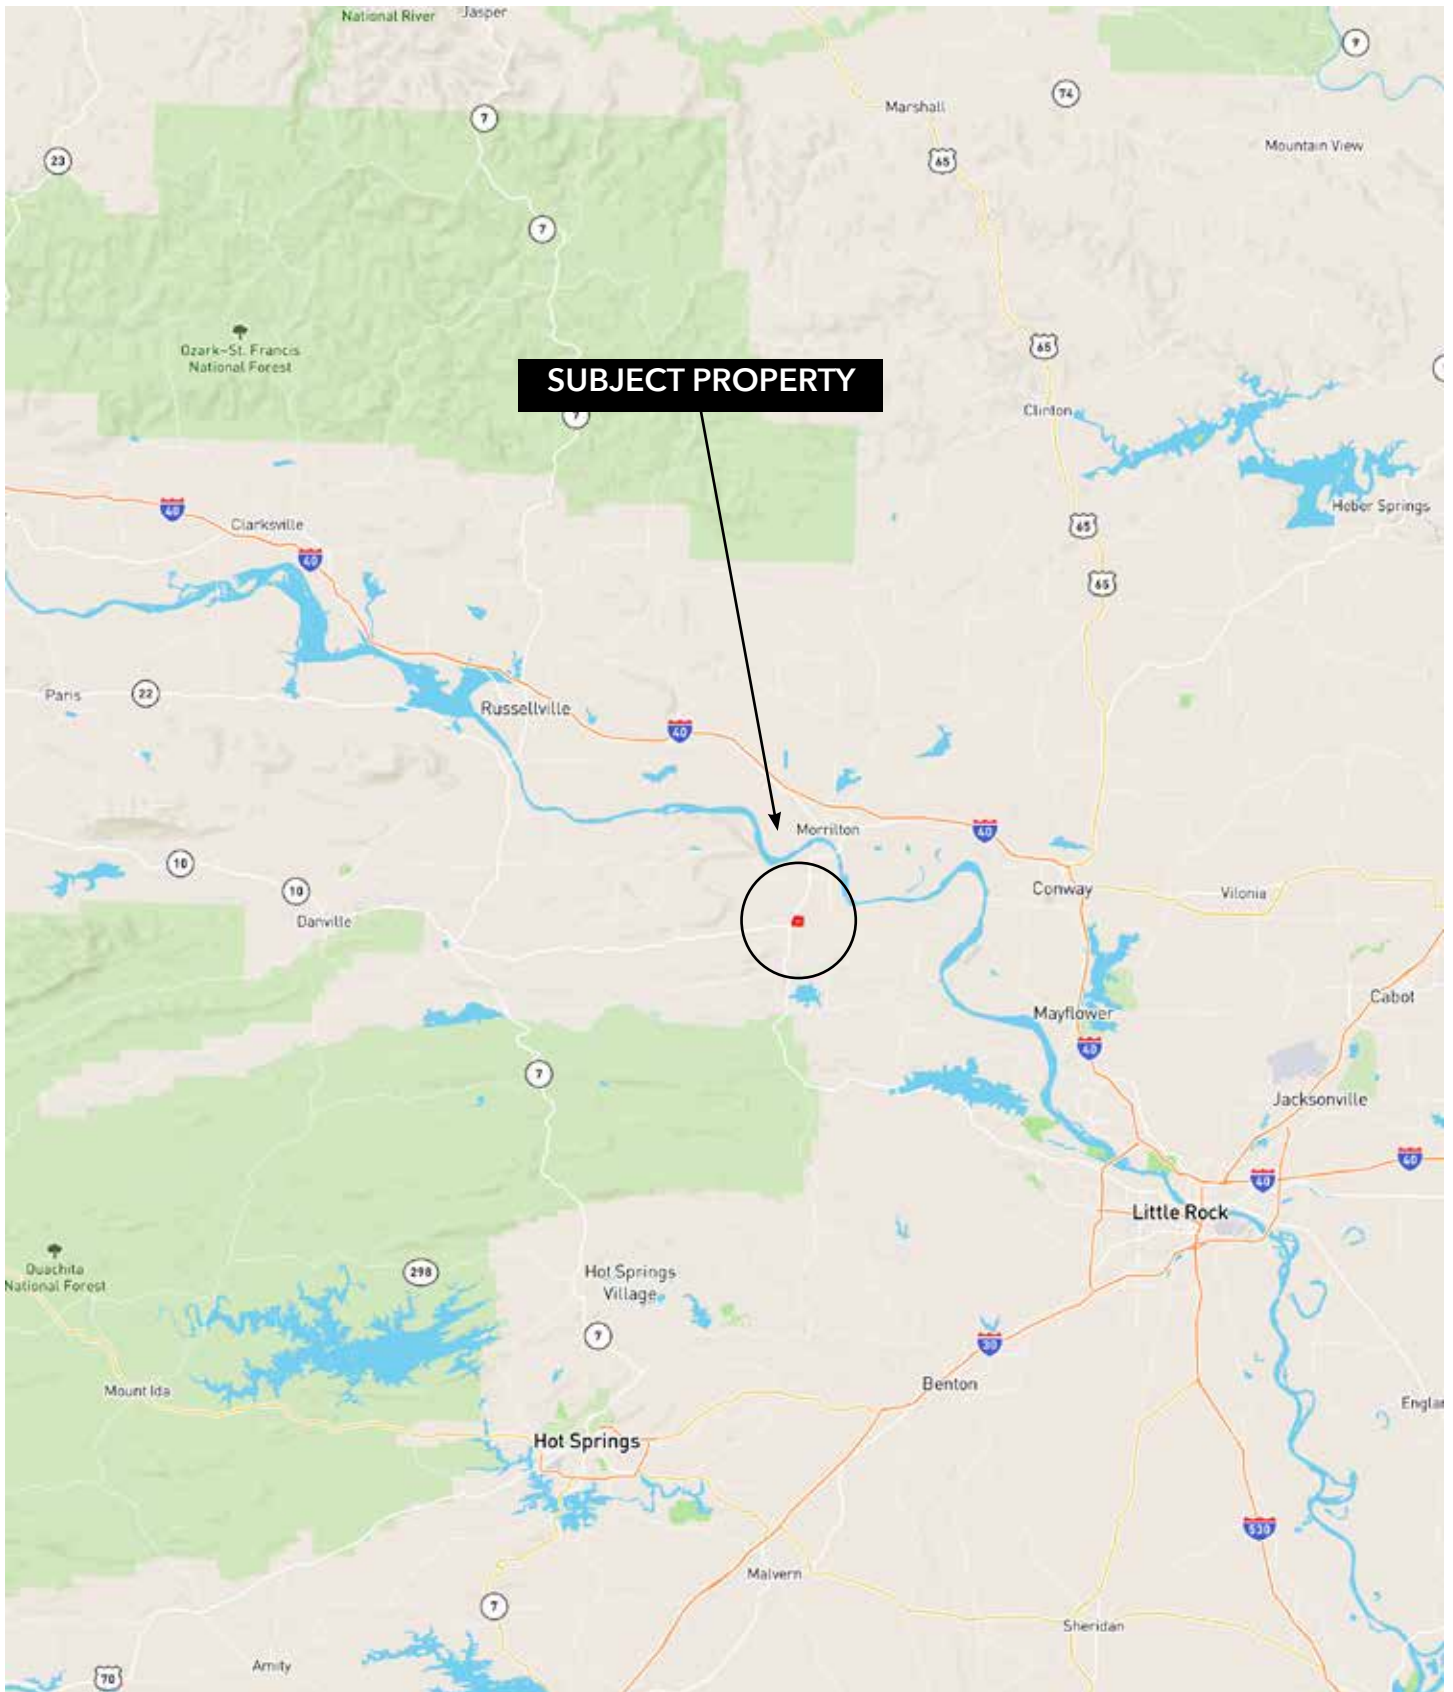 National River
Jasper
9
74
Marshall
7
Mountain View
23
65
7
Ozark-St. Francis
National Forest
65
SUBJECT PROPERTY
7
Clinton
40
Heber Springs
Clarksville
65
40
65
Paris
22
Russellville
40
Morrilton
40
10
10
Conway
Vilonia
Danville
Cabot
Mayflower
40
7
Jacksonville
40
40
Little Rock
Ouachita
National Forest
298
Hot Springs
Village
7
30
Benton
Mount Ida
Englan
Hot Springs
530
Malvern
7
Sheridan
Amity
70